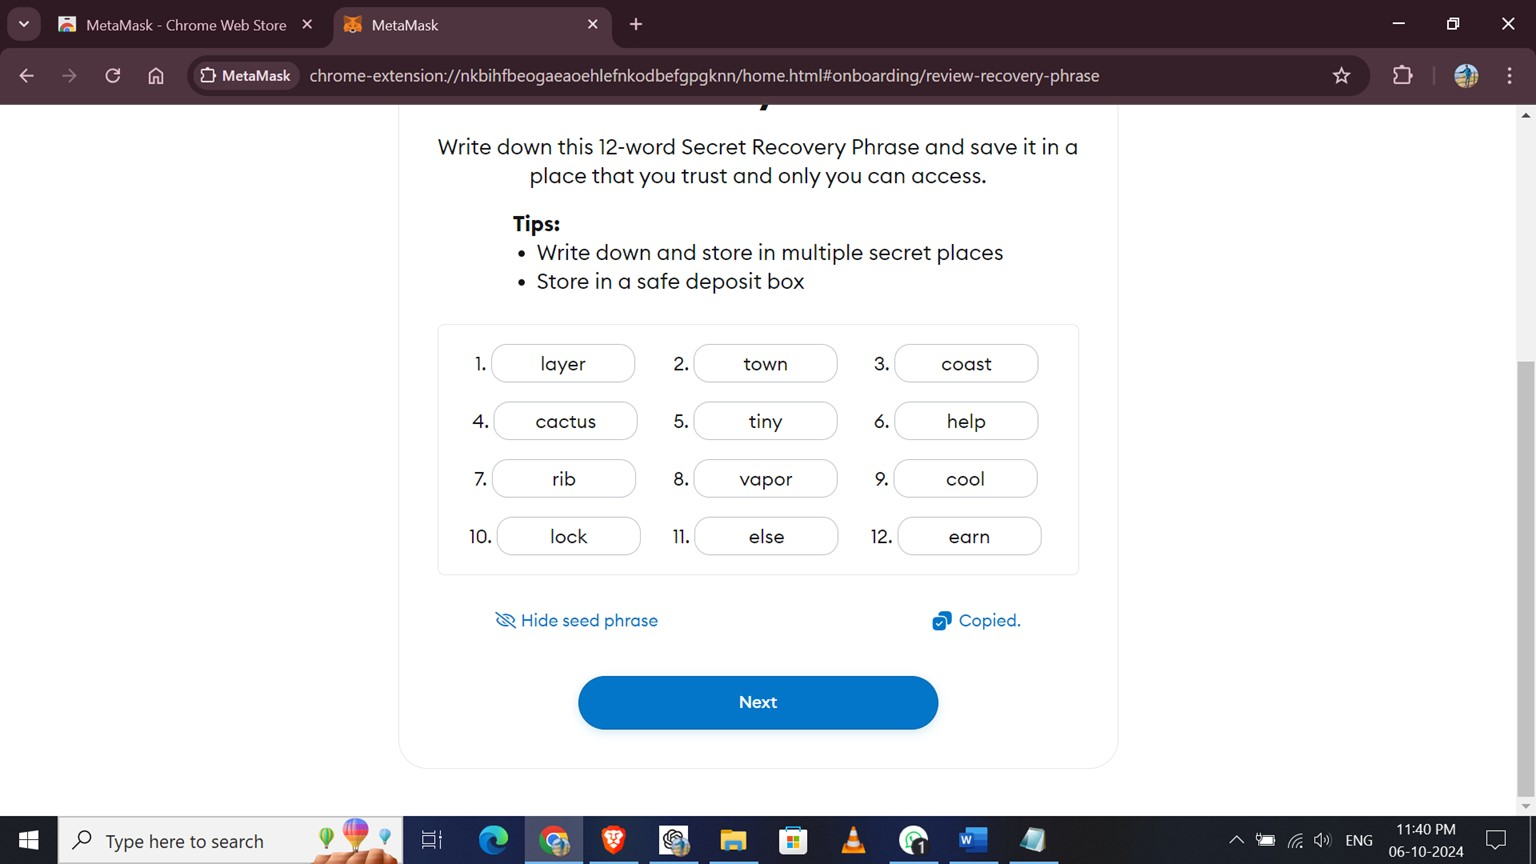 MetaMask - Chrome Web Store
MetaMask
MetaMask chrome-extension://nkbihfbeogaeaoehlefnkodbefgpgknn/home.html#onboarding/review-recovery-phrase
Write down this 12-word Secret Recovery Phrase and save it in a
place that you trust and only you can access.
Tips:
• Write down and store in multiple secret places
• Store in a safe deposit box
1. layer 2. town 3. coast
4. cactus 5. tiny 6. help
7. rib 8. vapor 9. cool
10. lock 11. else 12. earn
Hide seed phrase Copied.
Next
Type here to search
1
W
ENG
11:40 PM
06-10-2024